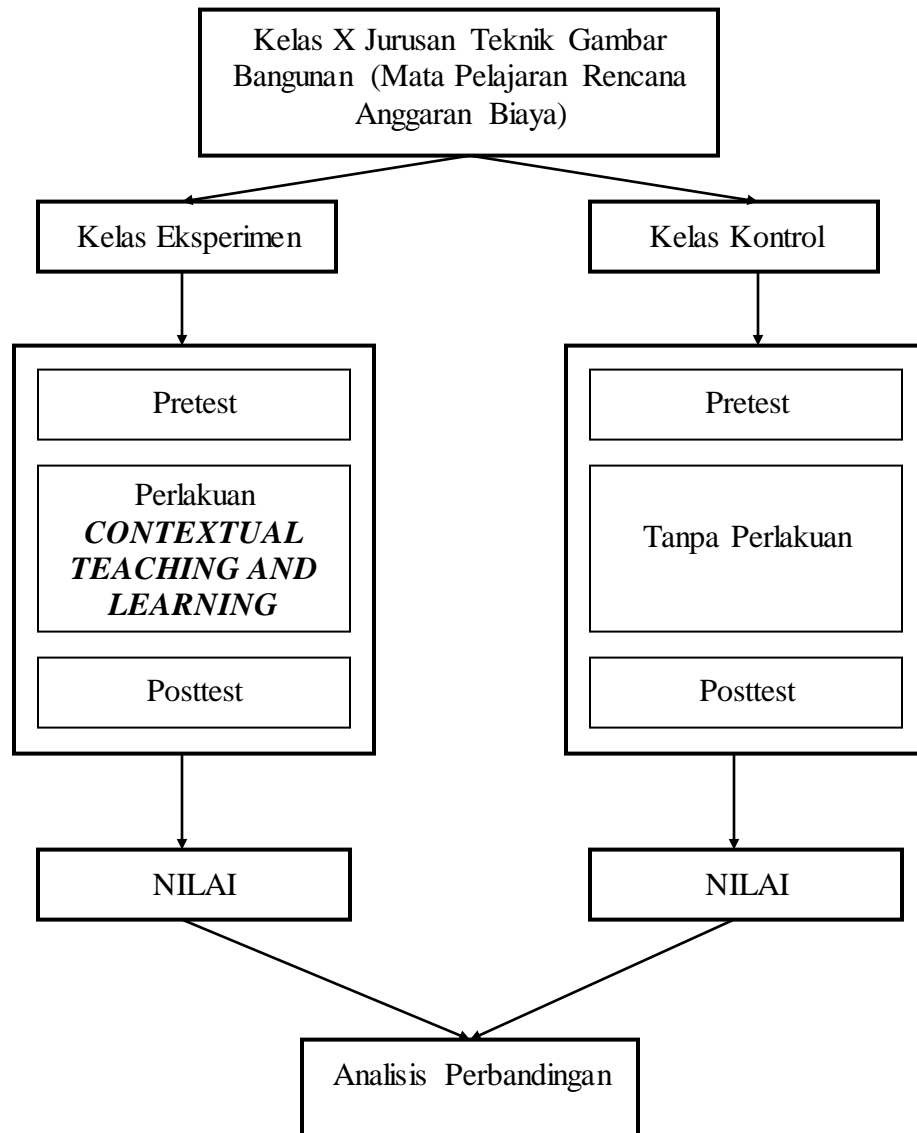 Kelas X Jurusan Teknik Gambar
Bangunan (Mata Pelajaran Rencana
Anggaran Biaya)
Kelas Eksperimen
Kelas Kontrol
Pretest
Perlakuan
CONTEXTUAL
TEACHING AND
LEARNING
Posttest
Pretest
Tanpa Perlakuan
Posttest
NILAI
NILAI
Analisis Perbandingan